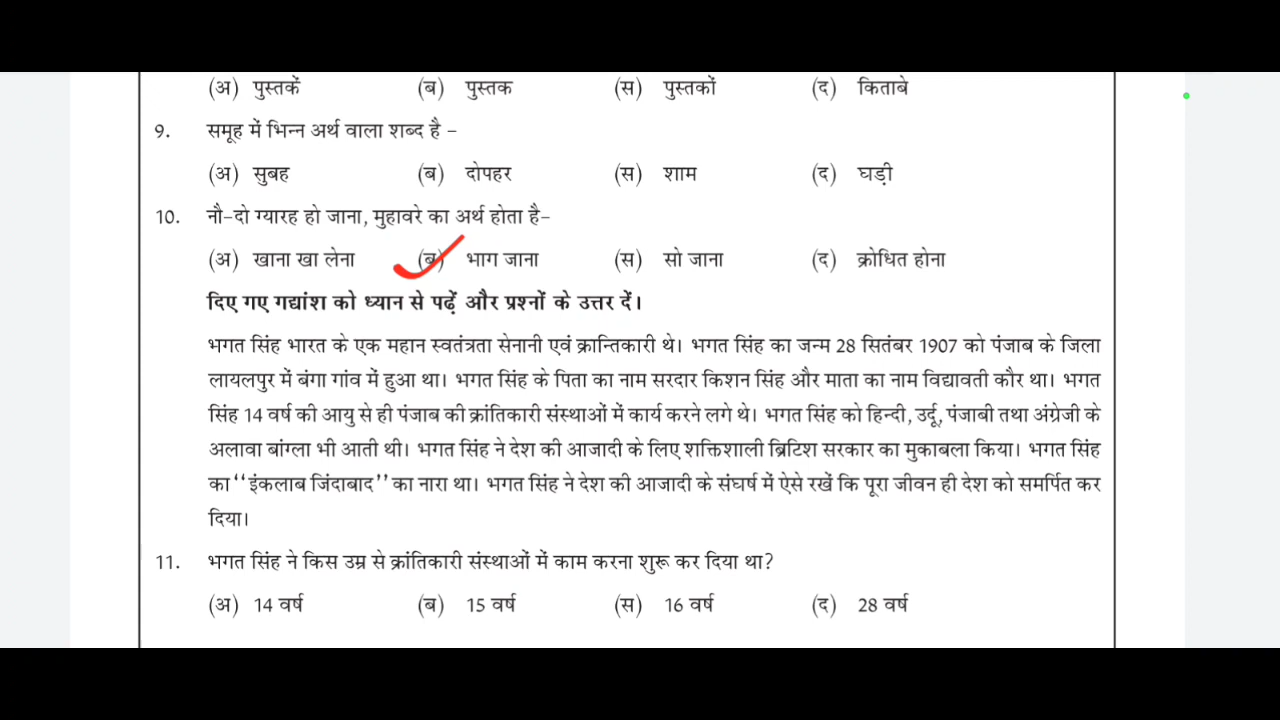 (अ) पुस्तकें (ब) पुस्तक (स) पुस्तकों (द) किताबे
9. समूह में भिन्न अर्थ वाला शब्द है –
(अ) सुबह (ब) दोपहर (स) शाम (द) घड़ी
10. नौ-दो ग्यारह हो जाना, मुहावरे का अर्थ होता है-
(अ) खाना खा लेना (ब) भाग जाना (स) सो जाना (द) क्रोधित होना
दिए गए गद्यांश को ध्यान से पढ़ें और प्रश्नों के उत्तर दें।
भगत सिंह भारत के एक महान स्वतंत्रता सेनानी एवं क्रान्तिकारी थे। भगत सिंह का जन्म 28 सितंबर 1907 को पंजाब के जिला
लायलपुर में बंगा गांव में हुआ था। भगत सिंह के पिता का नाम सरदार किशन सिंह और माता का नाम विद्यावती कौर था। भगत
सिंह 14 वर्ष की आयु से ही पंजाब की क्रांतिकारी संस्थाओं में कार्य करने लगे थे। भगत सिंह को हिन्दी, उर्दू, पंजाबी तथा अंग्रेजी के
अलावा बांग्ला भी आती थी। भगत सिंह ने देश की आजादी के लिए शक्तिशाली ब्रिटिश सरकार का मुकाबला किया। भगत सिंह
का ‘‘इंकलाब जिंदाबाद’’ का नारा था। भगत सिंह ने देश की आजादी के संघर्ष में ऐसे रखें कि पूरा जीवन ही देश को समर्पित कर
दिया।
11. भगत सिंह ने किस उम्र से क्रांतिकारी संस्थाओं में काम करना शुरू कर दिया था?
(अ) 14 वर्ष (ब) 15 वर्ष (स) 16 वर्ष (द) 28 वर्ष